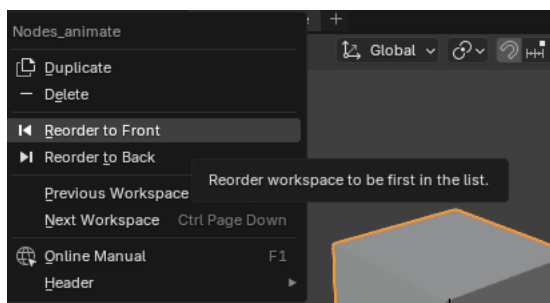 Nodes_animate
Duplicate
Delete
Reorder to Front
Reorder to Back
Previous Workspace
Next Workspace Ctrl Page Down
Online Manual F1
Header
Global
Reorder workspace to be first in the list.